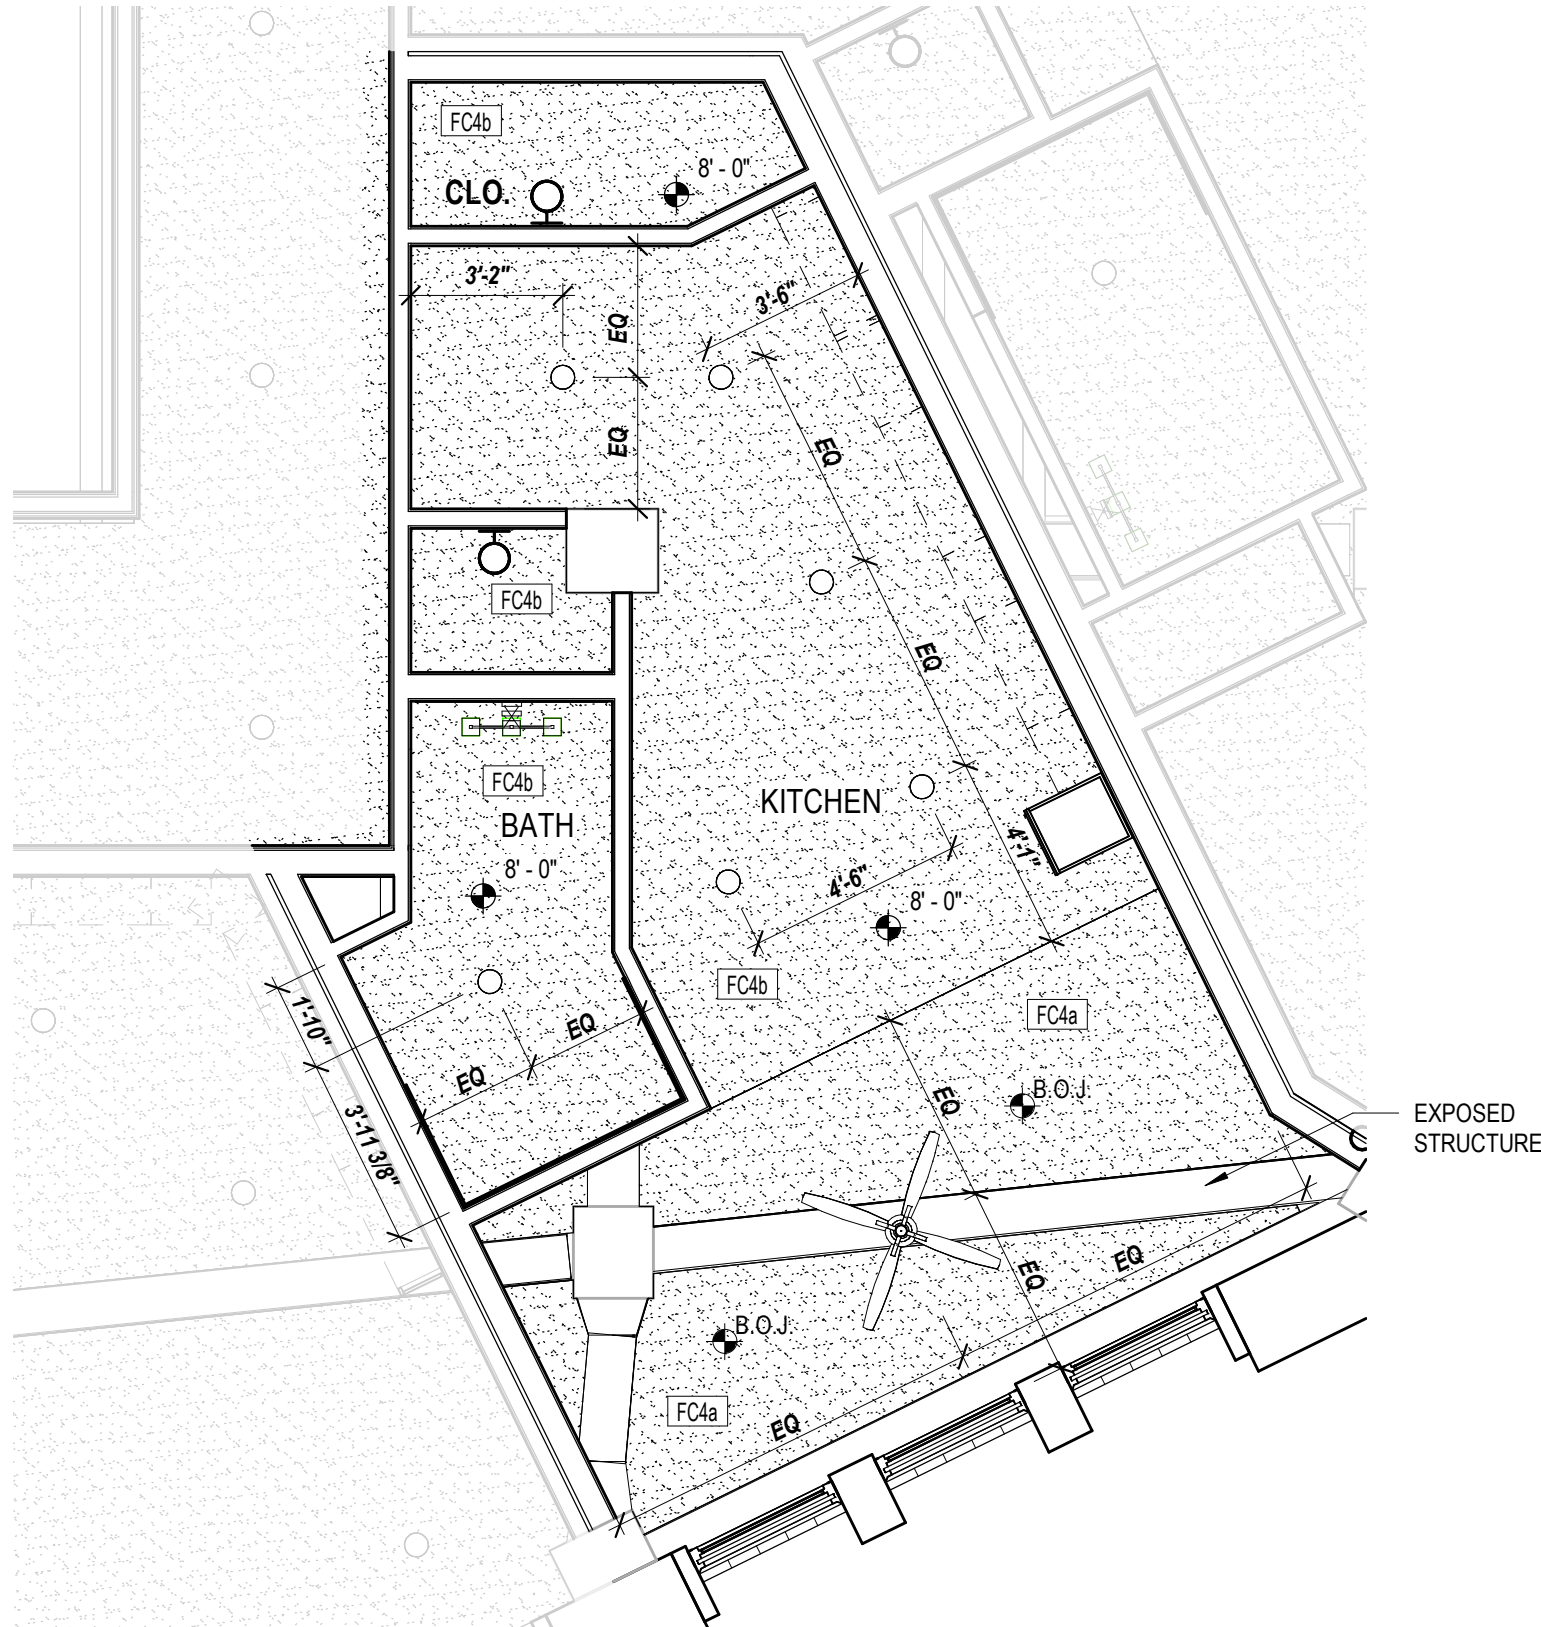 FC4b
8' - 0"
CLO.
3'-2"
3'-6"
EQ
EQ
EQ
FC4b
EQ
FC4b
KITCHEN
BATH
4'-1"
8' - 0"
4'-6"
8' - 0"
FC4b
1'-10"
EQ
FC4a
EQ
EQ
B.O.J.
3'-11 3/8"
EXPOSED
STRUCTURE
EQ
EQ
B.O.J.
FC4a
EQ